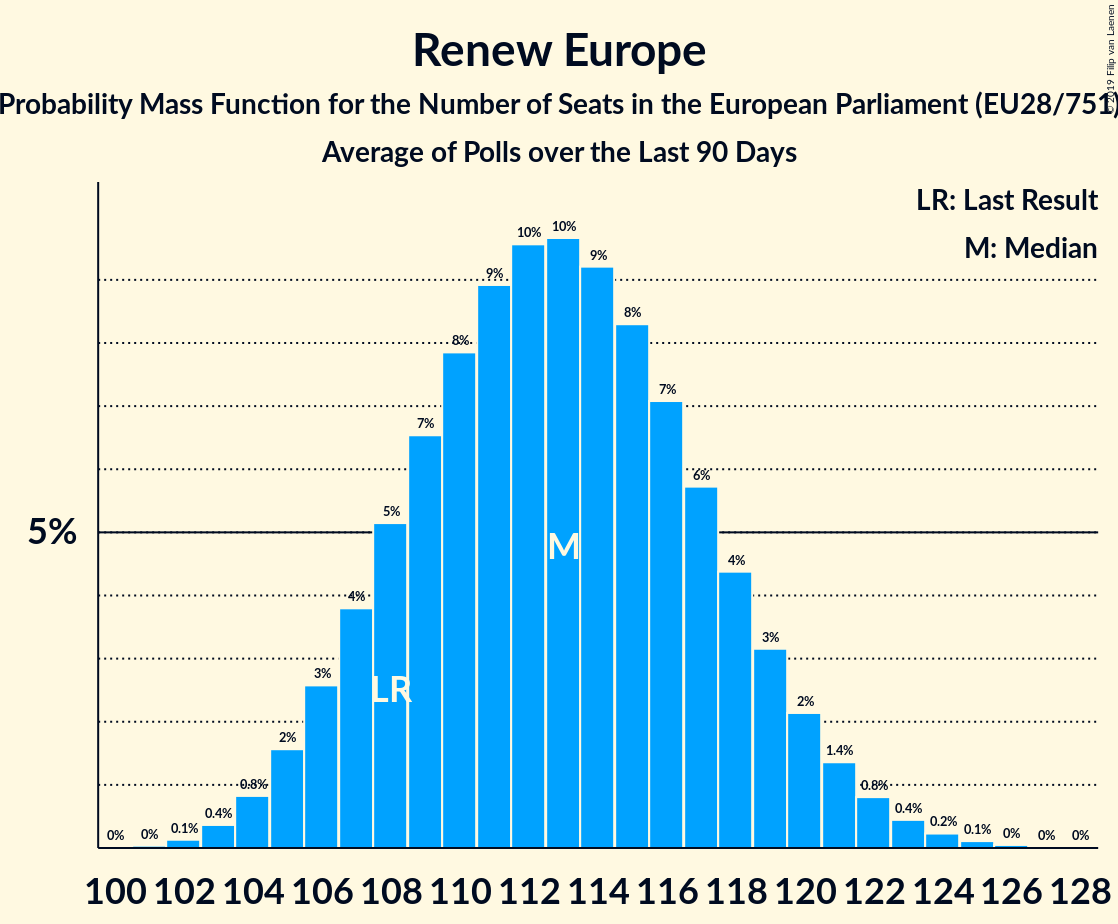 © 2019 Filip van Laenen
Renew Europe
Probability Mass Function for the Number of Seats in the European Parliament (EU28/751)
Average of Polls over the Last 90 Days
LR: Last Result
M: Median
10% 10%
9% 9%
8% 8%
7% 7%
6%
5% 5%
4% 4%
3% 3%
2% 2%
1.4%
0.8% 0.8%
0.4% 0.4%
0.2%
0% 0% 0.1% 0.1% 0% 0% 0%
M
LR
100 102 104 106 108 110 112 114 116 118 120 122 124 126 128